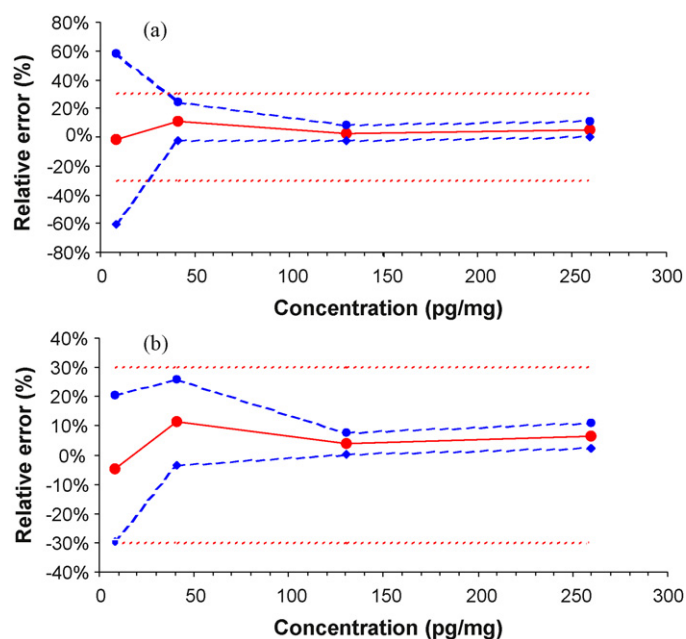 (a)
Relative error (%)
80%
60%
40%
20%
0%
-20%
-40%
-60%
-80%
0 50 100 150 200 250 300
Concentration (pg/mg)
(b)
Relative error (%)
40%
30%
20%
10%
0%
-10%
-20%
-30%
-40%
0 50 100 150 200 250 300
Concentration (pg/mg)